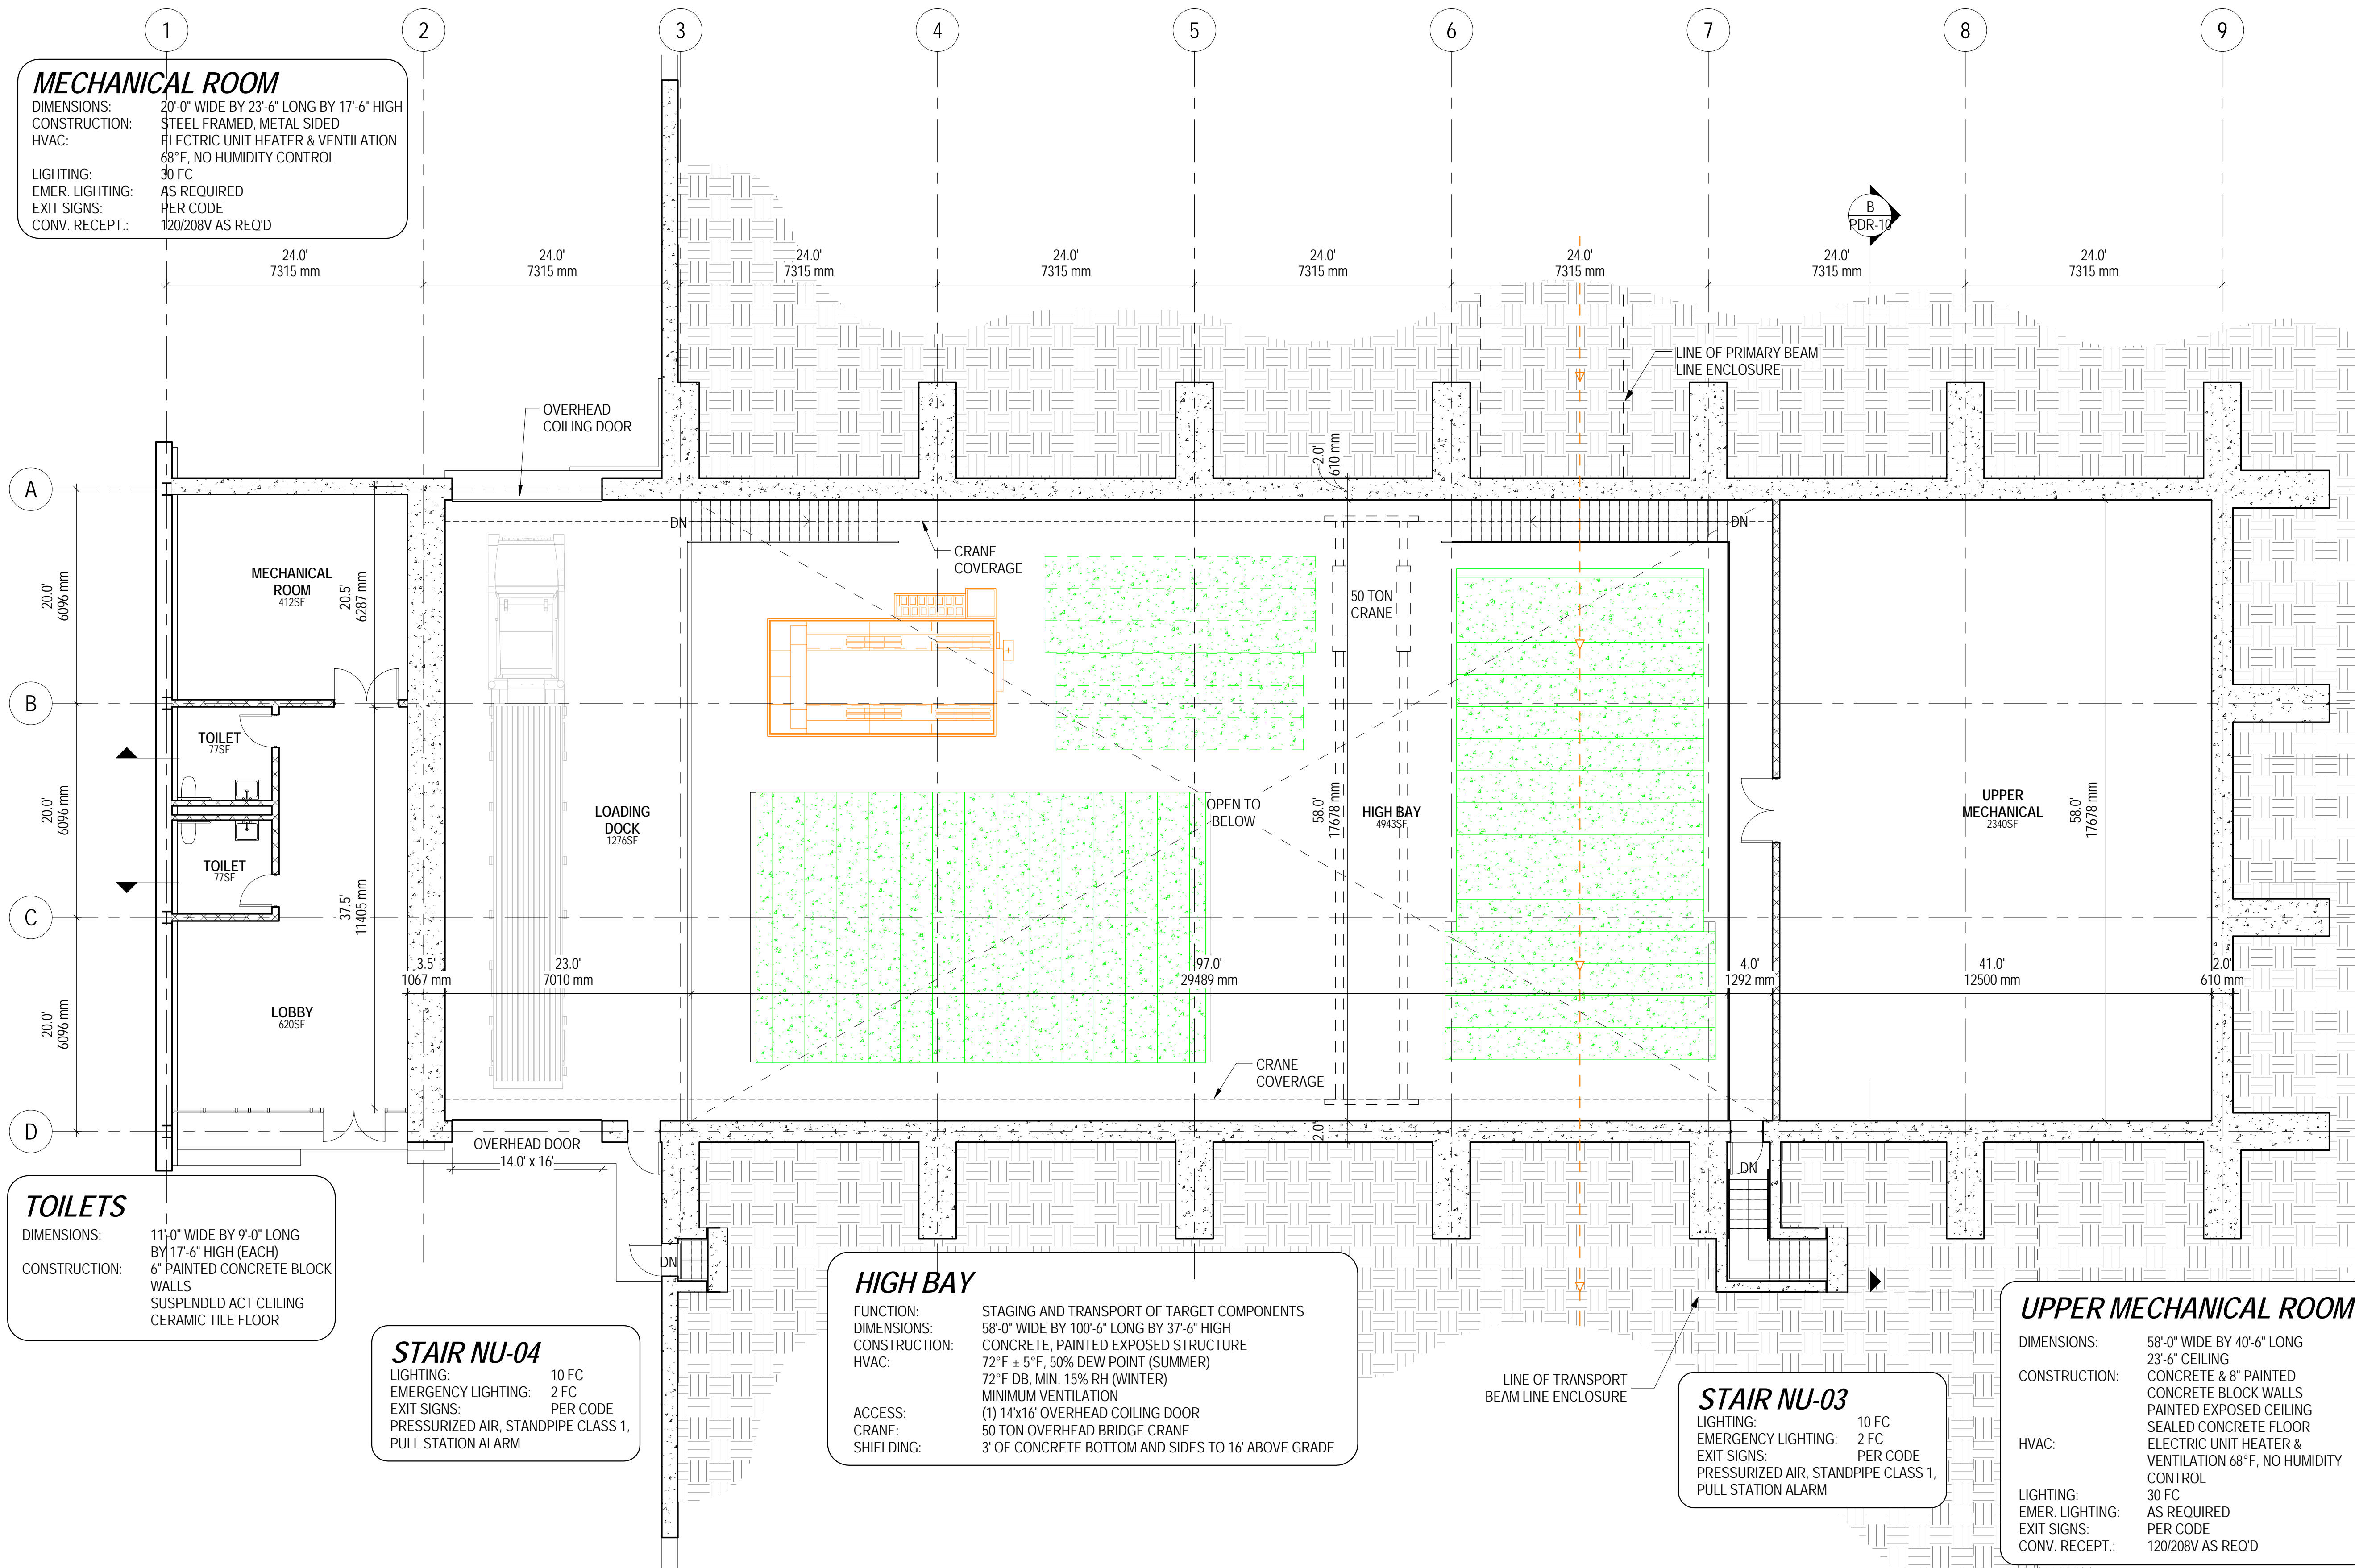 1 2 3 4 5 6 7 8 9
MECHANICAL ROOM
DIMENSIONS: 20'-0" WIDE BY 23'-6" LONG BY 17'-6" HIGH
CONSTRUCTION: STEEL FRAMED, METAL SIDED
HVAC: ELECTRIC UNIT HEATER & VENTILATION
68°F, NO HUMIDITY CONTROL
LIGHTING: 30 FC
EMER. LIGHTING: AS REQUIRED
EXIT SIGNS: PER CODE
CONV. RECEPT.: 120/208V AS REQ'D
B
PDR-10
24.0' 24.0' 24.0' 24.0' 24.0' 24.0' 24.0' 24.0'
7315 mm 7315 mm 7315 mm 7315 mm 7315 mm 7315 mm 7315 mm 7315 mm
LINE OF PRIMARY BEAM
LINE ENCLOSURE
OVERHEAD
COILING DOOR
2.0'
610 mm
A
DN
DN
CRANE
COVERAGE
MECHANICAL
ROOM
412SF
20.0'
6096 mm
20.5'
6287 mm
50 TON
CRANE
B
TOILET
77SF
20.0'
6096 mm
LOADING
DOCK
1276SF
OPEN TO
BELOW
58.0'
17678 mm
HIGH BAY
4943SF
UPPER
MECHANICAL
2340SF
58.0'
17678 mm
TOILET
77SF
37.5'
11405 mm
C
3.5' 23.0' 97.0' 4.0' 41.0' 2.0'
1067 mm 7010 mm 29489 mm 1292 mm 12500 mm 610 mm
LOBBY
620SF
20.0'
6096 mm
CRANE
COVERAGE
D
2.0'
OVERHEAD DOOR
14.0' x 16'
DN
DN
TOILETS
DIMENSIONS: 11'-0" WIDE BY 9'-0" LONG
BY 17'-6" HIGH (EACH)
CONSTRUCTION: 6" PAINTED CONCRETE BLOCK
WALLS
SUSPENDED ACT CEILING
CERAMIC TILE FLOOR
STAIR NU-04
LIGHTING: 10 FC
EMERGENCY LIGHTING: 2 FC
EXIT SIGNS: PER CODE
PRESSURIZED AIR, STANDPIPE CLASS 1,
PULL STATION ALARM
HIGH BAY
FUNCTION: STAGING AND TRANSPORT OF TARGET COMPONENTS
DIMENSIONS: 58'-0" WIDE BY 100'-6" LONG BY 37'-6" HIGH
CONSTRUCTION: CONCRETE, PAINTED EXPOSED STRUCTURE
HVAC: 72°F ± 5°F, 50% DEW POINT (SUMMER)
72°F DB, MIN. 15% RH (WINTER)
MINIMUM VENTILATION
ACCESS: (1) 14'x16' OVERHEAD COILING DOOR
CRANE: 50 TON OVERHEAD BRIDGE CRANE
SHIELDING: 3' OF CONCRETE BOTTOM AND SIDES TO 16' ABOVE GRADE
LINE OF TRANSPORT
BEAM LINE ENCLOSURE
STAIR NU-03
LIGHTING: 10 FC
EMERGENCY LIGHTING: 2 FC
EXIT SIGNS: PER CODE
PRESSURIZED AIR, STANDPIPE CLASS 1,
PULL STATION ALARM
UPPER MECHANICAL ROOM
DIMENSIONS: 58'-0" WIDE BY 40'-6" LONG
23'-6" CEILING
CONSTRUCTION: CONCRETE & 8" PAINTED
CONCRETE BLOCK WALLS
PAINTED EXPOSED CEILING
SEALED CONCRETE FLOOR
HVAC: ELECTRIC UNIT HEATER &
VENTILATION 68°F, NO HUMIDITY
CONTROL
LIGHTING: 30 FC
EMER. LIGHTING: AS REQUIRED
EXIT SIGNS: PER CODE
CONV. RECEPT.: 120/208V AS REQ'D